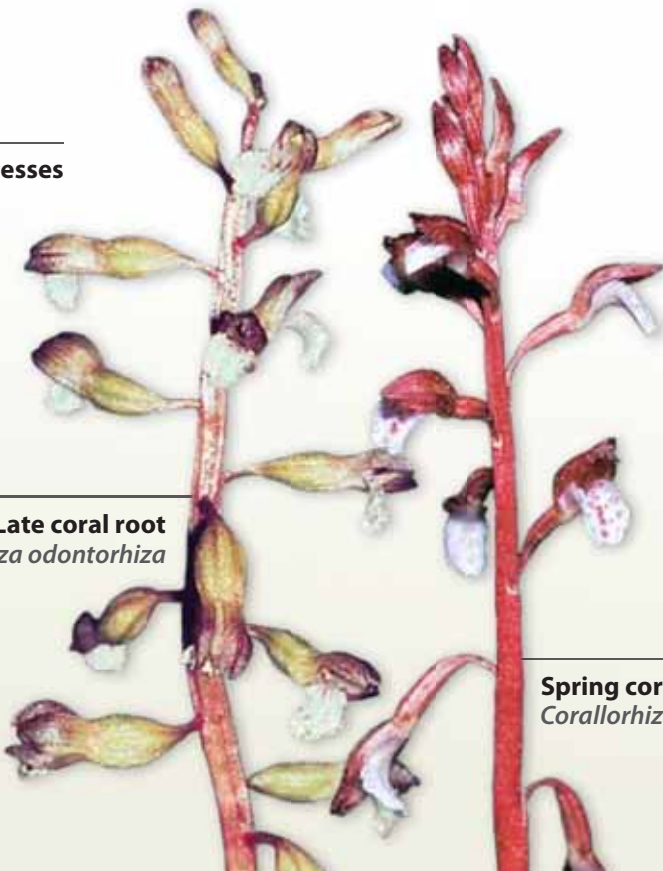 esses
Late coral root
za odontorhiza
Spring cor
Corallorhiz